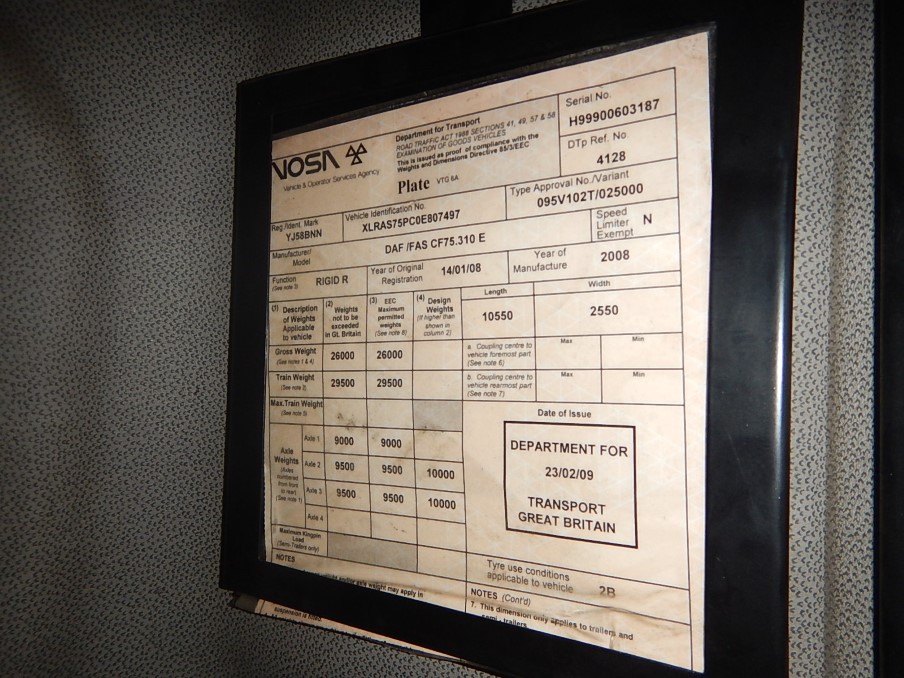 VOSA
Vehicle & Operator Services Agency
Department for Transport
ROAD TRAFFIC ACT 1988 SECTIONS 41, 49, 57 & 58
EXAMINATION OF GOODS VEHICLES
This is issued as proof of compliance with the
Weights and Dimensions Directive 85/3/EEC
Plate VTG 6A
Serial No.
H99900603187
DTp Ref. No.
4128
Reg./Ident. Mark
YJ58BNN
Vehicle Identification No.
XLRAS75PC0E807497
Type Approval No./Variant
095V102T/025000
Manufacturer/
Model
DAF /FAS CF75.310 E
Speed
Limiter
Exempt
N
Function
(See note 3)
RIGID R
Year of Original
Registration
14/01/08
Year of
Manufacture
2008
(1) Description
of Weights
Applicable
to vehicle
(2) Weights
not to be
exceeded
in Gt. Britain
(3) EEC
Maximum
permitted
weights
(See note 8)
(4) Design
Weights
(if higher than
shown in
column 2)
Length
10550
Width
2550
Gross Weight
(See notes 1 & 4)
26000 26000
a. Coupling centre to
vehicle foremost part
(See note 6)
Max Min
Train Weight
(See note 2)
29500 29500
b. Coupling centre to
vehicle rearmost part
(See note 7)
Max Min
Max.Train Weight
(See note 5)
Axle
Weights
(Axles
numbered
from front
to rear)
(See note 1)
Axle 1 9000 9000
Axle 2 9500 9500 10000
Axle 3 9500 9500 10000
Axle 4
Maximum Kingpin
Load
(Semi-Trailers only)
Date of Issue
DEPARTMENT FOR
23/02/09
TRANSPORT
GREAT BRITAIN
Tyre use conditions
applicable to vehicle 2B
NOTES
and/or axle weight may apply in
NOTES (Cont'd)
7. This dimension only applies to trailers and
semi-trailers